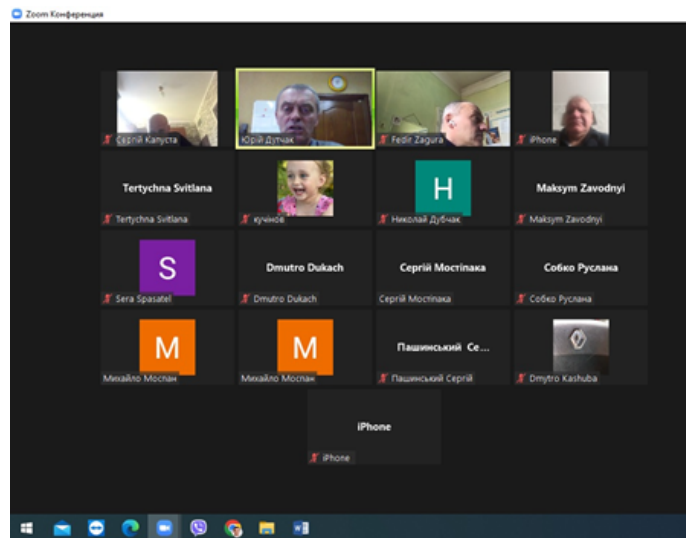 Zoom Конференция
Сергій Капуста
Юрій Дутчак
Fedir Zagura
iPhone
Tertychna Svitlana
Maksym Zavodnyi
Tertychna Svitlana
кучінов
Н
Николай Дубчак
Maksym Zavodnyi
S
Dmutro Dukach
Сергій Мостіпака
Собко Руслана
Sera Spasatel
Dmutro Dukach
Сергій Мостіпака
Собко Руслана
М
М
Пашинський Се...
Михайло Моспан
Михайло Моспан
Пашинський Сергій
Dmytro Kashuba
iPhone
iPhone